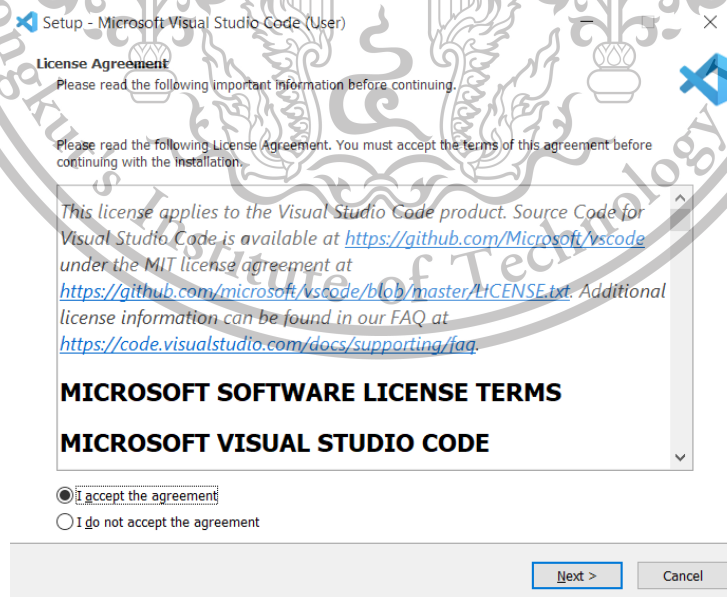 Setup - Microsoft Visual Studio Code (User)
License Agreement
Please read the following important information before continuing.
Please read the following License Agreement. You must accept the terms of this agreement before
continuing with the installation.
This license applies to the Visual Studio Code product. Source Code for
Visual Studio Code is available at https://github.com/Microsoft/vscode
under the MIT license agreement at
https://github.com/microsoft/vscode/blob/master/LICENSE.txt. Additional
license information can be found in our FAQ at
https://code.visualstudio.com/docs/supporting/faq.
MICROSOFT SOFTWARE LICENSE TERMS
MICROSOFT VISUAL STUDIO CODE
I accept the agreement
I do not accept the agreement
Next >
Cancel
ongkut's Institute of Technology